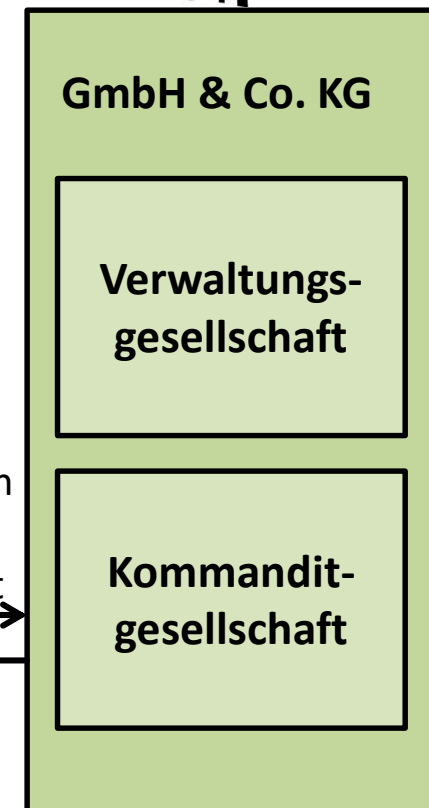 GmbH & Co. KG
Verwaltungs-
gesellschaft
Kommandit-
gesellschaft